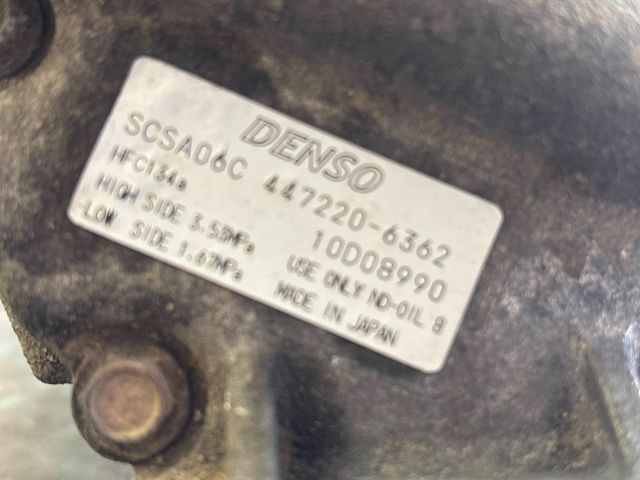 DENSO
SCSA06C 447220-6362
HFC134a 10D08990
HIGH SIDE 3.53MPa USE ONLY ND-OIL 8
LOW SIDE 1.67MPa MADE IN JAPAN